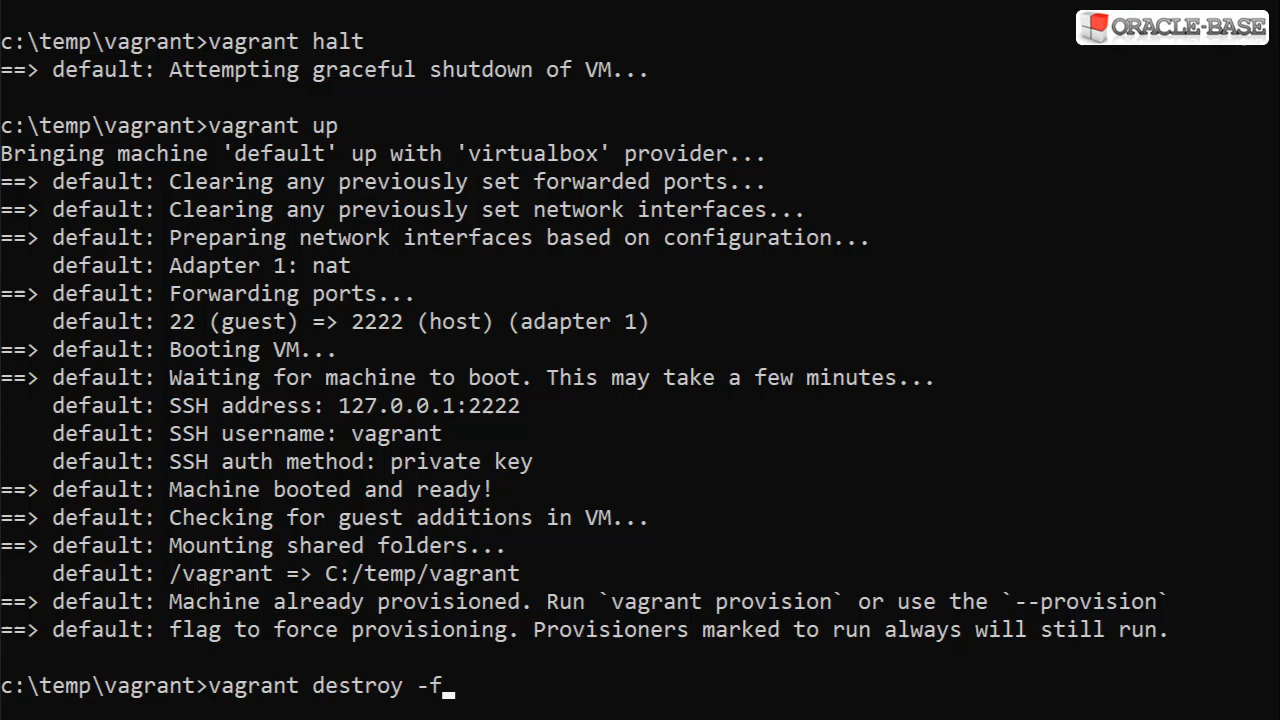 ORACLE-BASE
c:\temp\vagrant>vagrant halt
==> default: Attempting graceful shutdown of VM...
c:\temp\vagrant>vagrant up
Bringing machine 'default' up with 'virtualbox' provider...
==> default: Clearing any previously set forwarded ports...
==> default: Clearing any previously set network interfaces...
==> default: Preparing network interfaces based on configuration...
    default: Adapter 1: nat
==> default: Forwarding ports...
    default: 22 (guest) => 2222 (host) (adapter 1)
==> default: Booting VM...
==> default: Waiting for machine to boot. This may take a few minutes...
    default: SSH address: 127.0.0.1:2222
    default: SSH username: vagrant
    default: SSH auth method: private key
==> default: Machine booted and ready!
==> default: Checking for guest additions in VM...
==> default: Mounting shared folders...
    default: /vagrant => C:/temp/vagrant
==> default: Machine already provisioned. Run `vagrant provision` or use the `--provision`
==> default: flag to force provisioning. Provisioners marked to run always will still run.
c:\temp\vagrant>vagrant destroy -f